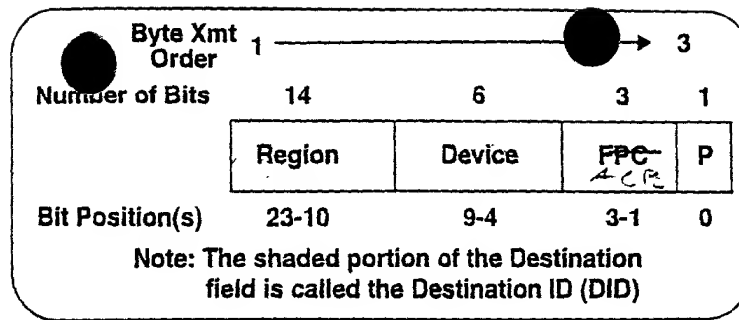 Byte Xmt
Order 1 3
Number of Bits 14 6 3 1
Region Device FPC P
Bit Position(s) 23-10 9-4 3-1 0
Note: The shaded portion of the Destination
field is called the Destination ID (DID)